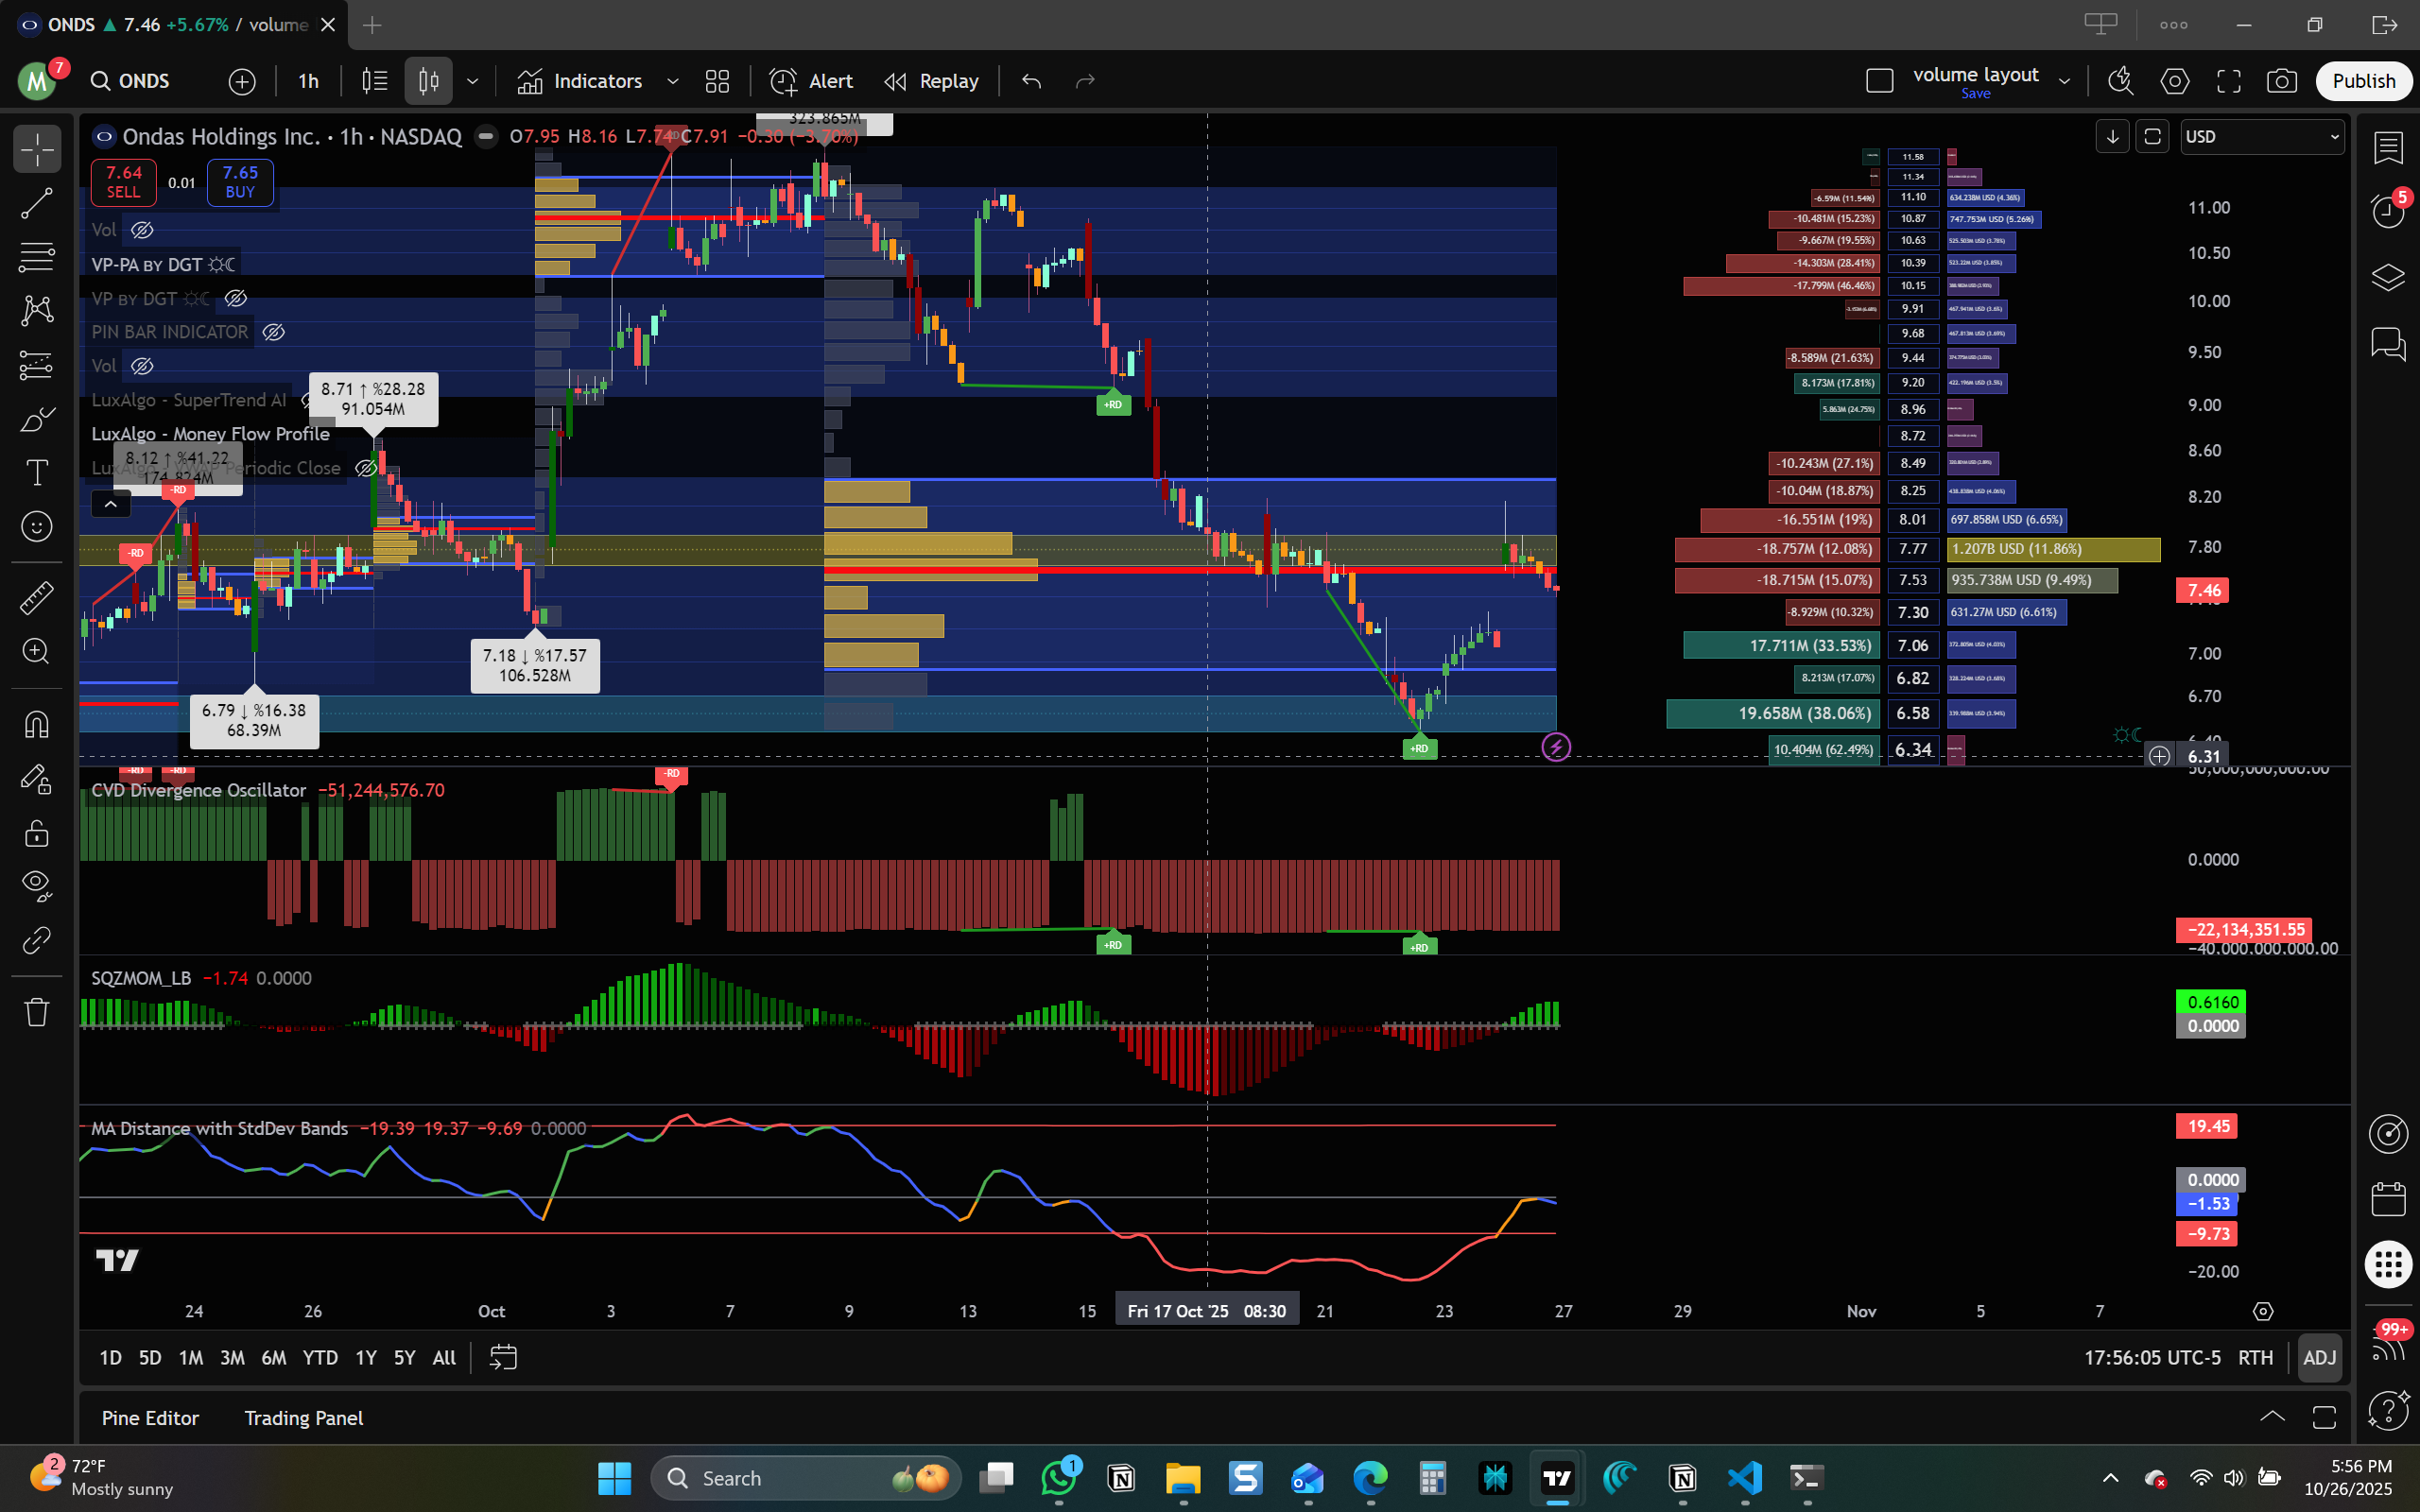 ONDS ▲ 7.46 +5.67% / volume
M 7 ONDS 1h Indicators Alert Replay volume layout Save Publish
Ondas Holdings Inc. · 1h · NASDAQ O7.95 H8.16 L7.74 C7.91 −0.30 (−3.70%)
323.865M
USD
7.64 SELL 0.01 7.65 BUY
Vol
VP-PA BY DGT
VP BY DGT
PIN BAR INDICATOR
Vol
LuxAlgo - SuperTrend AI
LuxAlgo - Money Flow Profile
LuxAlgo - VWAP Periodic Close
8.71 ↑ %28.28
91.054M
8.12 ↑ %41.22
174.824M
-RD
-RD
-RD
+RD
7.18 ↓ %17.57
106.528M
6.79 ↓ %16.38
68.39M
+RD
11.58
11.34
-6.59M (11.54%) 11.10 634.238M USD (4.36%)
-10.481M (15.23%) 10.87 747.753M USD (5.26%)
-9.667M (19.55%) 10.63 525.503M USD (3.78%)
-14.303M (28.41%) 10.39 523.22M USD (3.85%)
-17.799M (46.46%) 10.15
9.91 467.941M USD (3.6%)
9.68 467.813M USD (3.69%)
-8.589M (21.63%) 9.44
8.173M (17.81%) 9.20 422.196M USD (3.5%)
5.863M (24.75%) 8.96
8.72
-10.243M (27.1%) 8.49
-10.04M (18.87%) 8.25 438.838M USD (4.06%)
-16.551M (19%) 8.01 697.858M USD (6.65%)
-18.757M (12.08%) 7.77 1.207B USD (11.86%)
-18.715M (15.07%) 7.53 935.738M USD (9.49%)
-8.929M (10.32%) 7.30 631.27M USD (6.61%)
17.711M (33.53%) 7.06 372.805M USD (4.03%)
8.213M (17.07%) 6.82 328.224M USD (3.68%)
19.658M (38.06%) 6.58 339.988M USD (3.94%)
10.404M (62.49%) 6.34
11.00
10.50
10.00
9.50
9.00
8.60
8.20
7.80
7.46
7.00
6.70
6.31
-RD -RD -RD
CVD Divergence Oscillator −51,244,576.70
+RD +RD
50,000,000,000.00
0.0000
−22,134,351.55
−40,000,000,000.00
SQZMOM_LB −1.74 0.0000
0.6160
0.0000
MA Distance with StdDev Bands −19.39 19.37 −9.69 0.0000
19.45
0.0000
−1.53
−9.73
−20.00
24 26 Oct 3 7 9 13 15 Fri 17 Oct '25 08:30 21 23 27 29 Nov 5 7
1D 5D 1M 3M 6M YTD 1Y 5Y All
17:56:05 UTC-5 RTH ADJ
Pine Editor Trading Panel
5
99+
2 72°F
Mostly sunny
Search
1
5:56 PM
10/26/2025